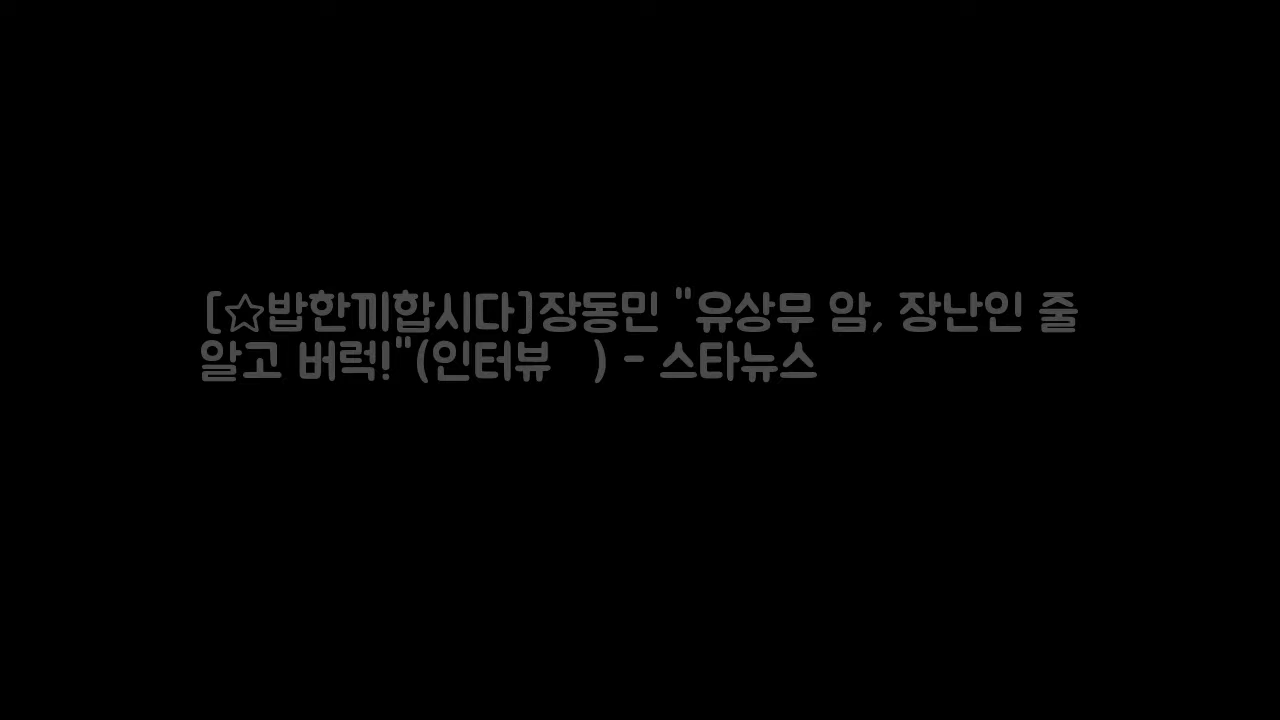 [☆밥한끼합시다]장동민 "유상무 암, 장난인 줄
알고 버럭!"(인터뷰   ) - 스타뉴스